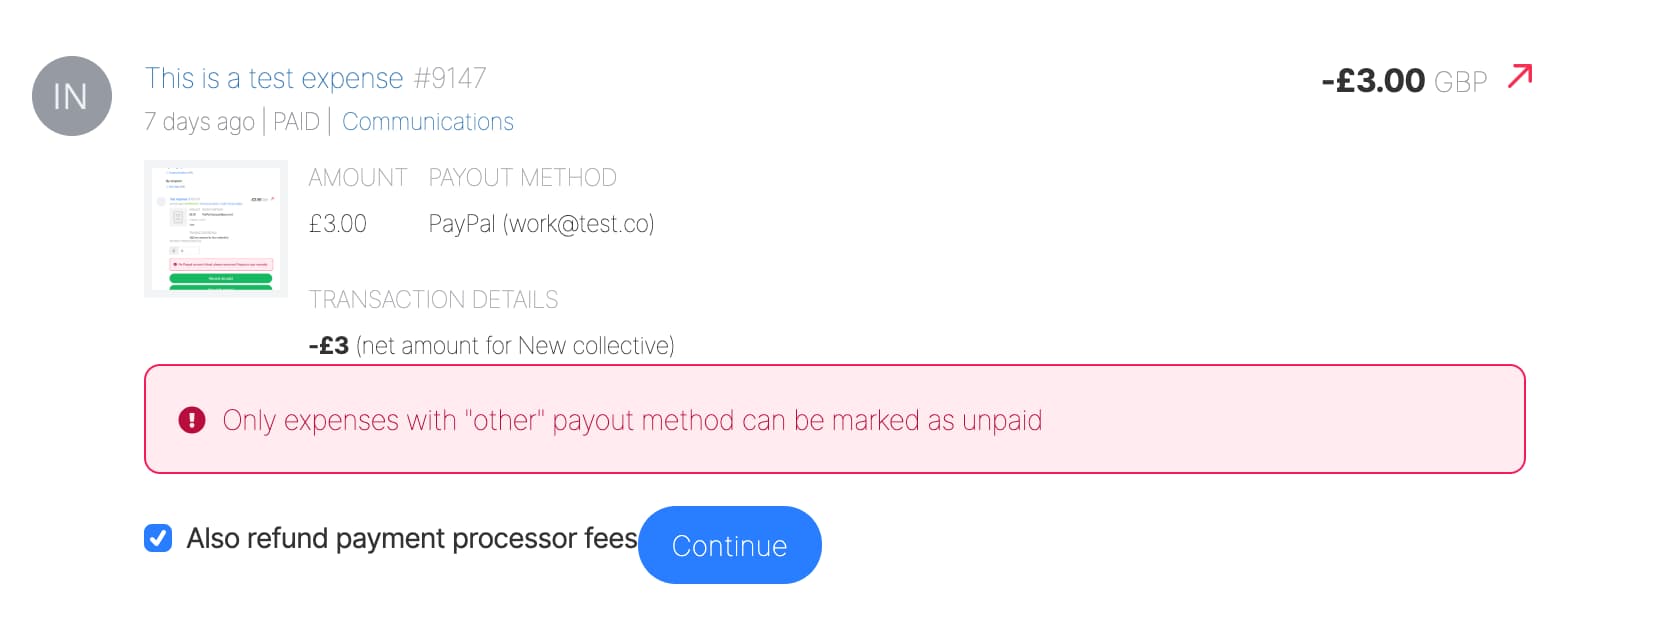 IN
This is a test expense #9147
-£3.00 GBP
7 days ago | PAID | Communications
AMOUNT PAYOUT METHOD
£3.00 PayPal (work@test.co)
TRANSACTION DETAILS
-£3 (net amount for New collective)
Only expenses with "other" payout method can be marked as unpaid
Also refund payment processor fees
Continue